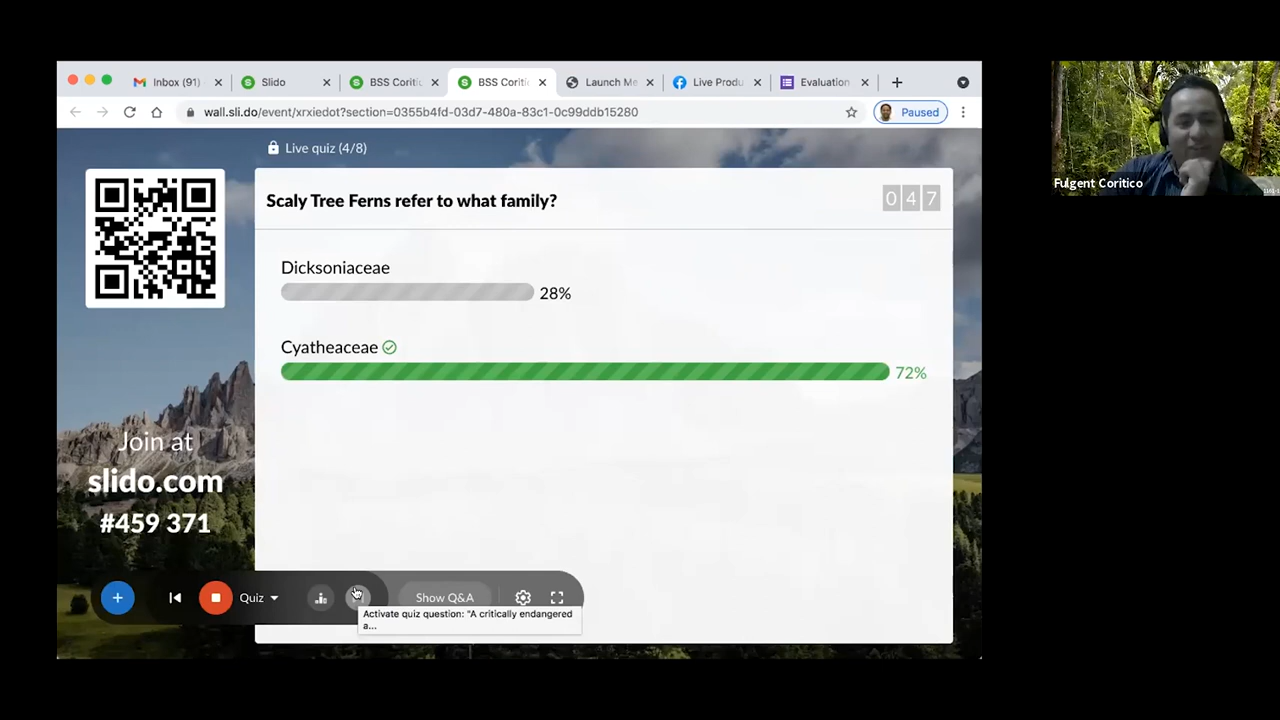 Inbox (91)
Slido
BSS Coritic
BSS Coritic
Launch Me
Live Produ
Evaluation
wall.sli.do/event/xrxiedot?section=0355b4fd-03d7-480a-83c1-0c99ddb15280
Paused
Live quiz (4/8)
Scaly Tree Ferns refer to what family?
047
Dicksoniaceae
28%
Cyatheaceae
72%
Join at
slido.com
#459 371
Quiz
Show Q&A
Activate quiz question: "A critically endangered
a...
Fulgent Coritico